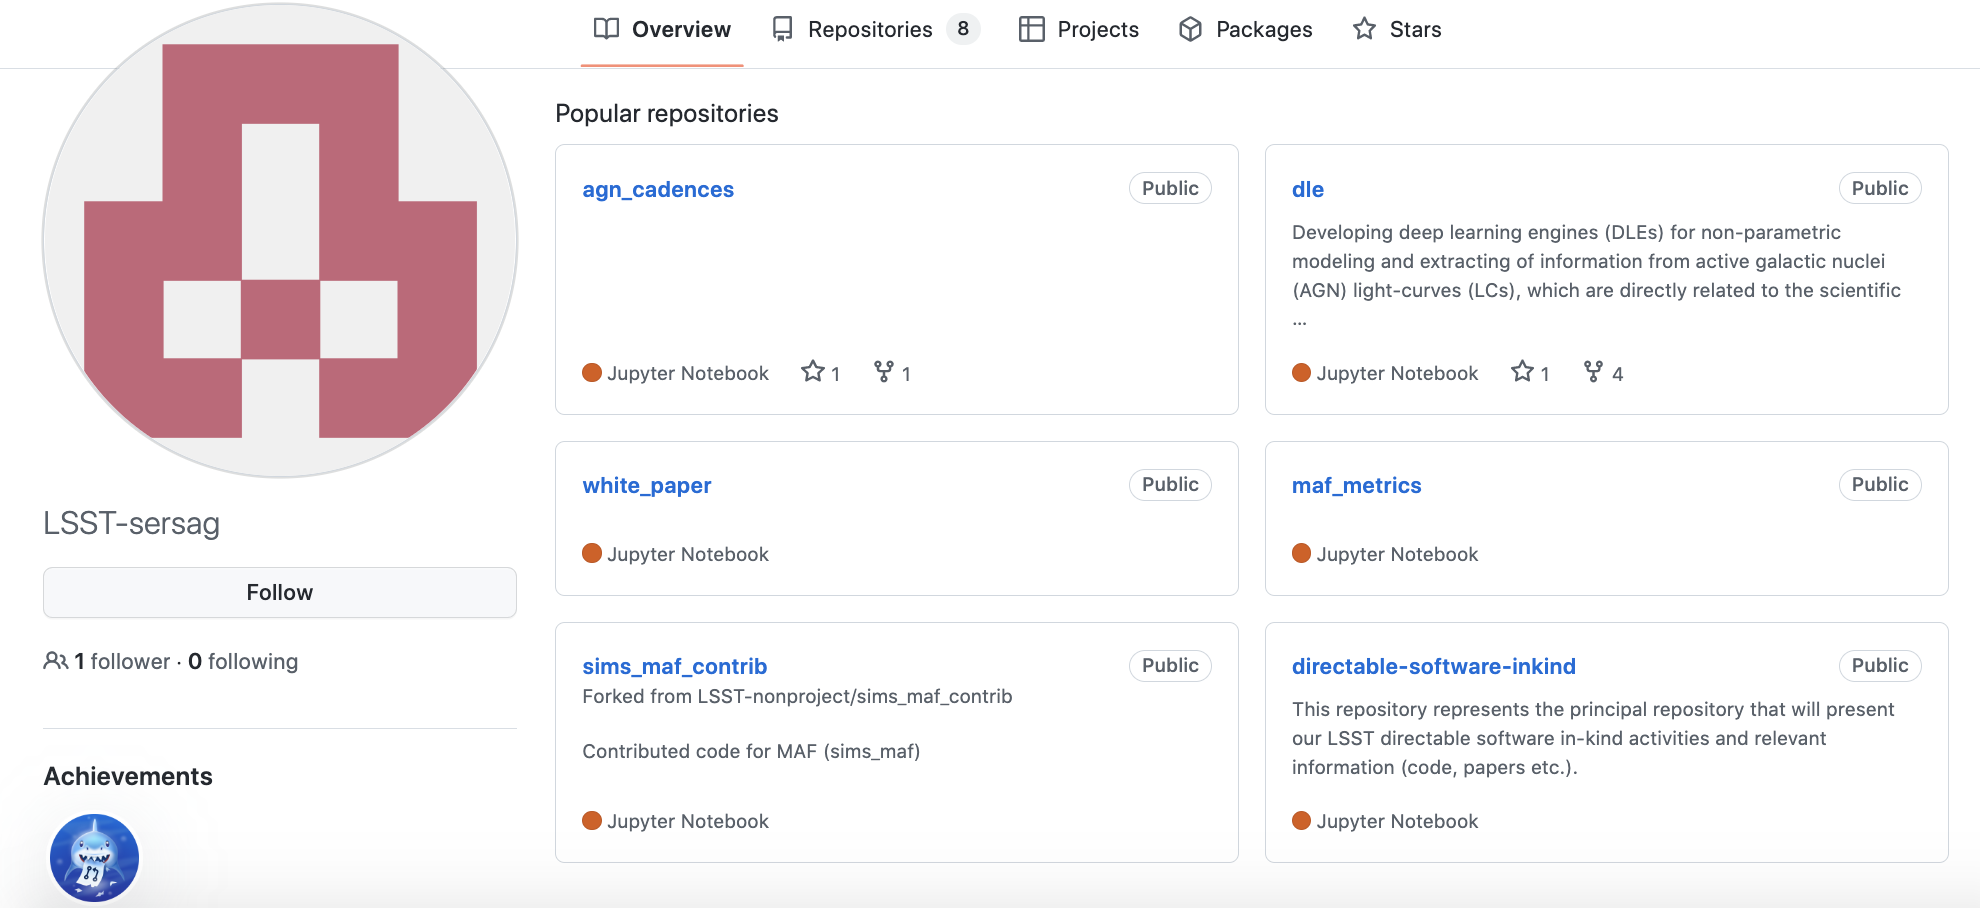 Overview
Repositories 8
Projects
Packages
Stars
LSST-sersag
Follow
1 follower · 0 following
Achievements
Popular repositories
agn_cadences
Public
Jupyter Notebook 1 1
dle
Public
Developing deep learning engines (DLEs) for non-parametric
modeling and extracting of information from active galactic nuclei
(AGN) light-curves (LCs), which are directly related to the scientific
...
Jupyter Notebook 1 4
white_paper
Public
Jupyter Notebook
maf_metrics
Public
Jupyter Notebook
sims_maf_contrib
Public
Forked from LSST-nonproject/sims_maf_contrib
Contributed code for MAF (sims_maf)
Jupyter Notebook
directable-software-inkind
Public
This repository represents the principal repository that will present
our LSST directable software in-kind activities and relevant
information (code, papers etc.).
Jupyter Notebook